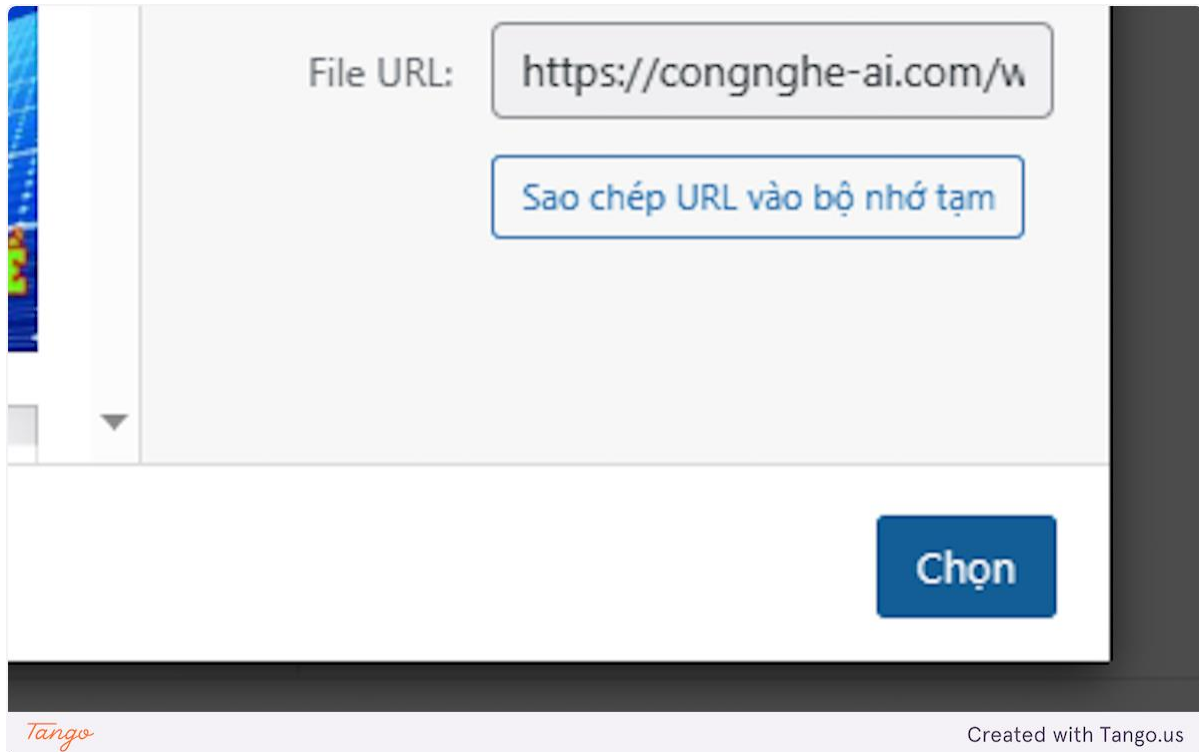 File URL: https://congnghe-ai.com/w
Sao chép URL vào bộ nhớ tạm
Chọn
Tango Created with Tango.us